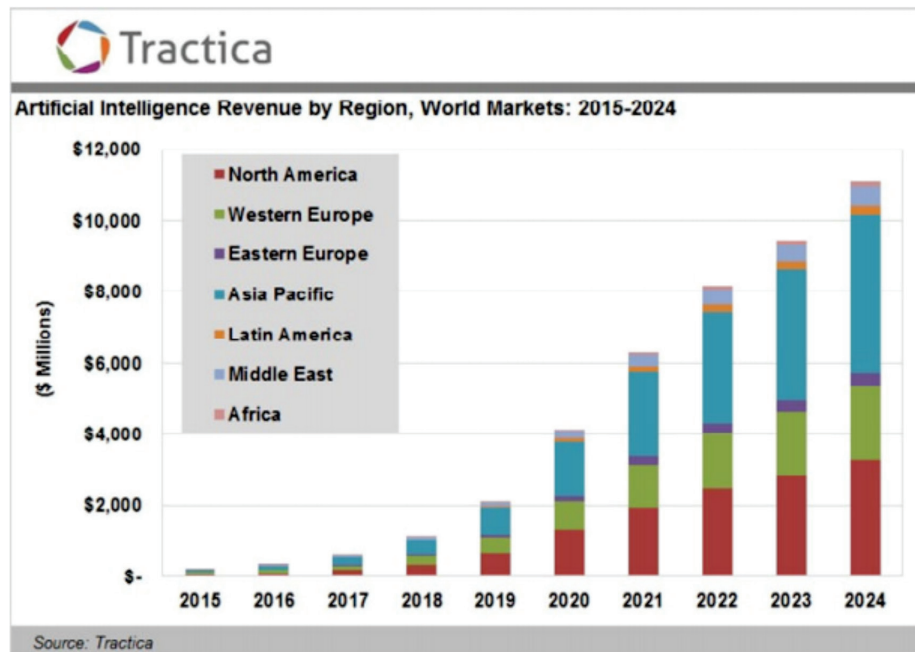 Tractica
Artificial Intelligence Revenue by Region, World Markets: 2015-2024
$12,000
$10,000
$8,000
$6,000
$4,000
$2,000
$-
($ Millions)
North America
Western Europe
Eastern Europe
Asia Pacific
Latin America
Middle East
Africa
2015 2016 2017 2018 2019 2020 2021 2022 2023 2024
Source: Tractica